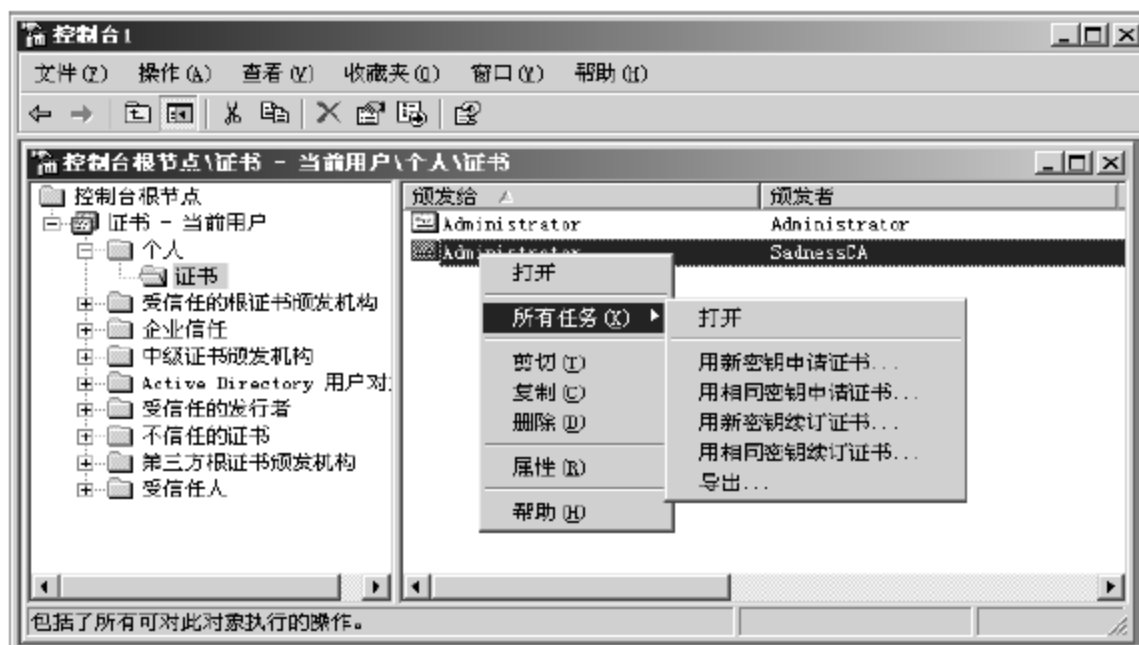 控制台1
文件(F) 操作(A) 查看(V) 收藏夹(O) 窗口(W) 帮助(H)
控制台根节点\证书 - 当前用户\个人\证书
控制台根节点
证书 - 当前用户
个人
证书
受信任的根证书颁发机构
企业信任
中级证书颁发机构
Active Directory 用户对
受信任的发行者
不信任的证书
第三方根证书颁发机构
受信任人
颁发给 颁发者
Administrator Administrator
Administrator SadnessCA
打开
所有任务(K)
剪切(T)
复制(C)
删除(D)
属性(R)
帮助(H)
打开
用新密钥申请证书...
用相同密钥申请证书...
用新密钥续订证书...
用相同密钥续订证书...
导出...
包括了所有可对此对象执行的操作。